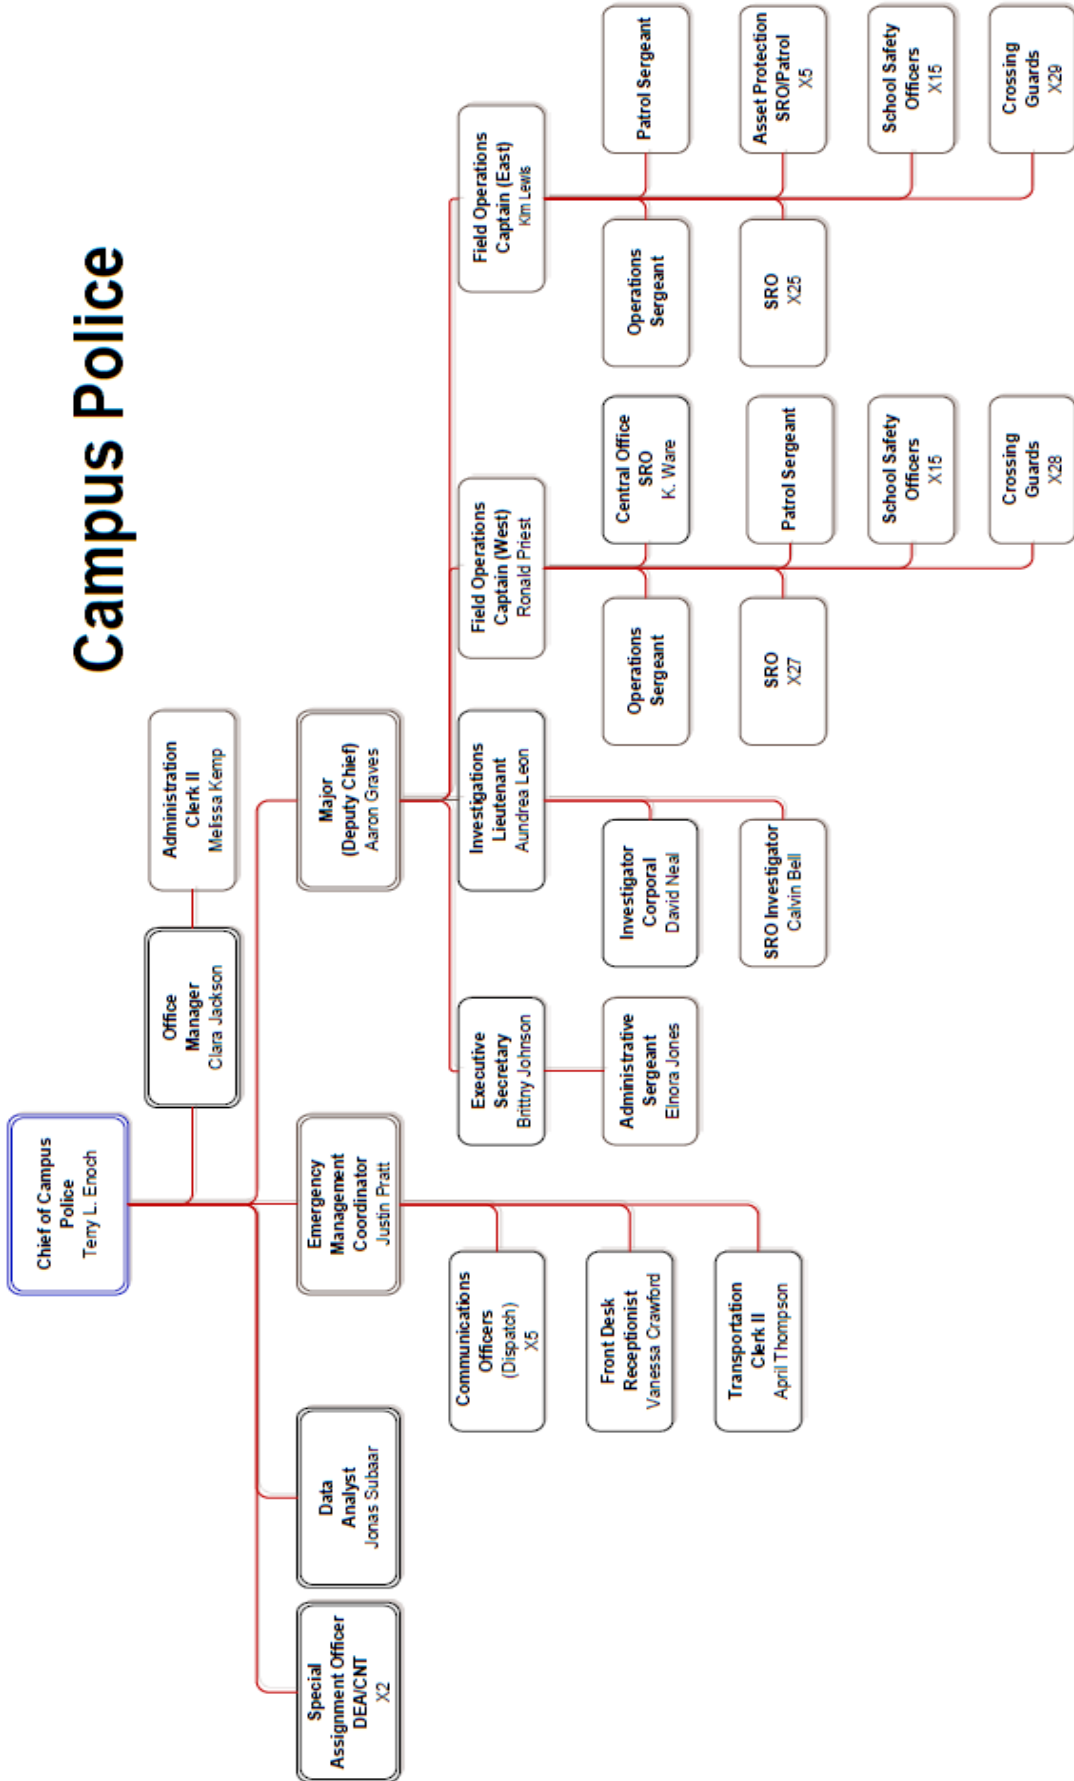 Campus Police
Chief of Campus
Police
Terry L. Enoch
Office
Manager
Clara Jackson
Administration
Clerk II
Melissa Kemp
Special
Assignment Officer
DEA/CNT
X2
Data
Analyst
Jonas Subaar
Emergency
Management
Coordinator
Justin Pratt
Major
(Deputy Chief)
Aaron Graves
Communications
Officers
(Dispatch)
X5
Front Desk
Receptionist
Vanessa Crawford
Transportation
Clerk II
April Thompson
Executive
Secretary
Brittny Johnson
Administrative
Sergeant
Elnora Jones
Investigations
Lieutenant
Aundrea Leon
Investigator
Corporal
David Neal
SRO Investigator
Calvin Bell
Field Operations
Captain (West)
Ronald Priest
Operations
Sergeant
Central Office
SRO
K. Ware
SRO
X27
Patrol Sergeant
School Safety
Officers
X15
Crossing
Guards
X28
Field Operations
Captain (East)
Kim Lewis
Operations
Sergeant
Patrol Sergeant
SRO
X25
Asset Protection
SRO/Patrol
X5
School Safety
Officers
X15
Crossing
Guards
X29